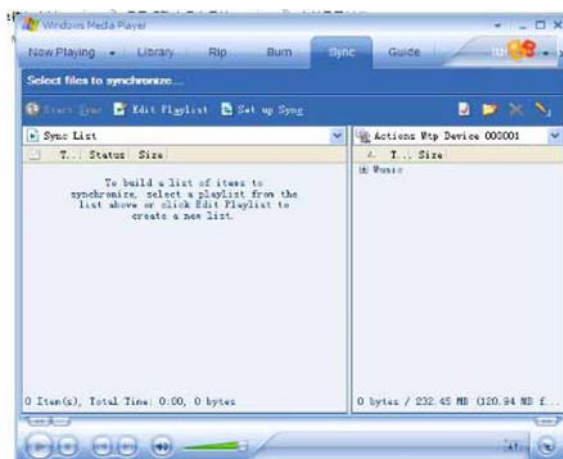 Windows Media Player
Now Playing Library Rip Burn Sync Guide
Select files to synchronize...
Start Sync Edit Playlist Set up Sync
Sync List
Actions Mtp Device 000001
T... Status Size
T... Size
Music
To build a list of items to
synchronize, select a playlist from the
list above or click Edit Playlist to
create a new list.
0 Item(s), Total Time: 0:00, 0 bytes
0 bytes / 232.45 MB (120.94 MB f...